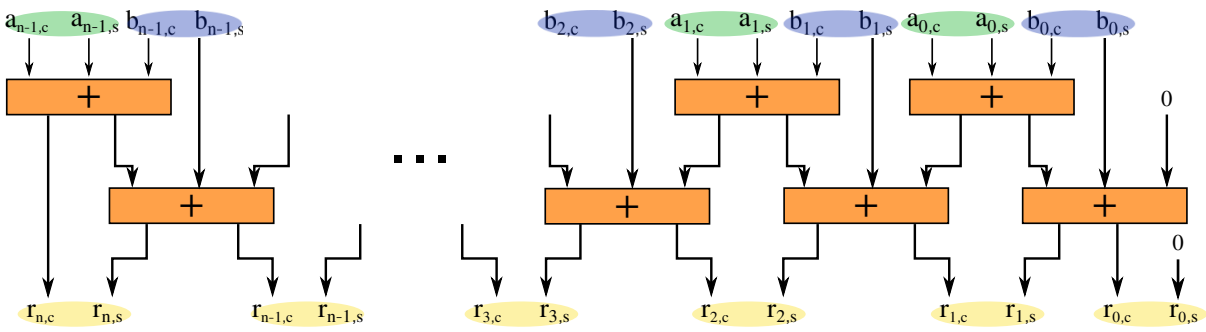 a_{n-1,c} a_{n-1,s} b_{n-1,c} b_{n-1,s} b_{2,c} b_{2,s} a_{1,c} a_{1,s} b_{1,c} b_{1,s} a_{0,c} a_{0,s} b_{0,c} b_{0,s}
+ + + 0
...
+ + + +
0
r_{n,c} r_{n,s} r_{n-1,c} r_{n-1,s} r_{3,c} r_{3,s} r_{2,c} r_{2,s} r_{1,c} r_{1,s} r_{0,c} r_{0,s}